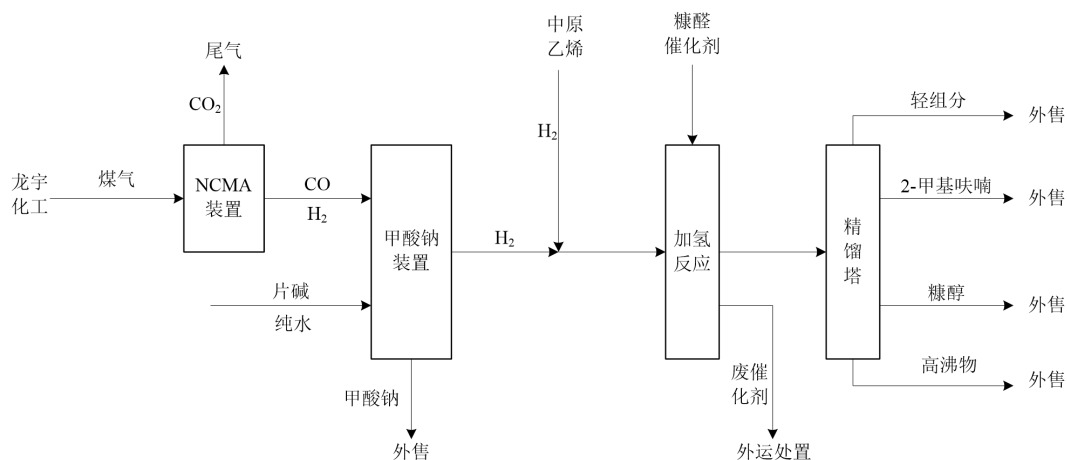 中原
乙烯
糠醛
催化剂
尾气
CO₂
H₂
轻组分
外售
龙宇
化工
煤气
NCMA
装置
CO
H₂
2-甲基呋喃
外售
甲酸钠
装置
H₂
加氢
反应
精
馏
塔
片碱
纯水
糠醇
外售
甲酸钠
外售
废催
化剂
外运处置
高沸物
外售